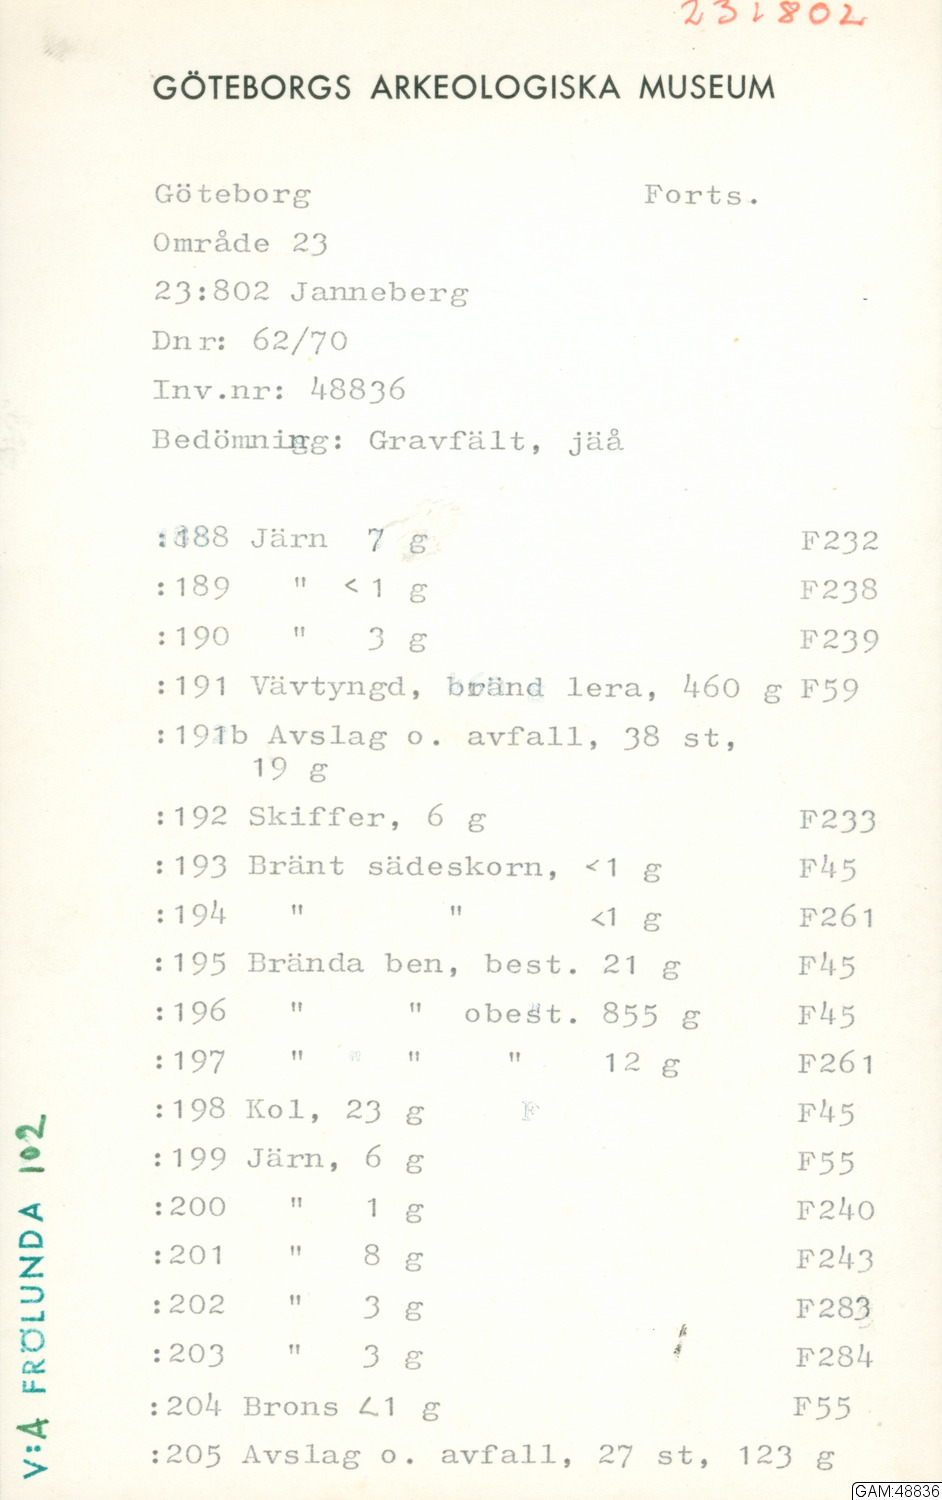 231802
GÖTEBORGS ARKEOLOGISKA MUSEUM
Göteborg Forts.
Område 23
23:802 Janneberg
Dnr: 62/70
Inv.nr: 48836
Bedömning: Gravfält, jäå
:188 Järn 7 g F232
:189 " <1 g F238
:190 " 3 g F239
:191 Vävtyngd, bränd lera, 460 g F59
:191b Avslag o. avfall, 38 st,
19 g
:192 Skiffer, 6 g F233
:193 Bränt sädeskorn, <1 g F45
:194 " " <1 g F261
:195 Brända ben, best. 21 g F45
:196 " " obest. 855 g F45
:197 " " " 12 g F261
:198 Kol, 23 g F45
:199 Järn, 6 g F55
:200 " 1 g F240
:201 " 8 g F243
:202 " 3 g F283
:203 " 3 g F284
:204 Brons <1 g F55
:205 Avslag o. avfall, 27 st, 123 g
V:A FRÖLUNDA 102
GAM:48836